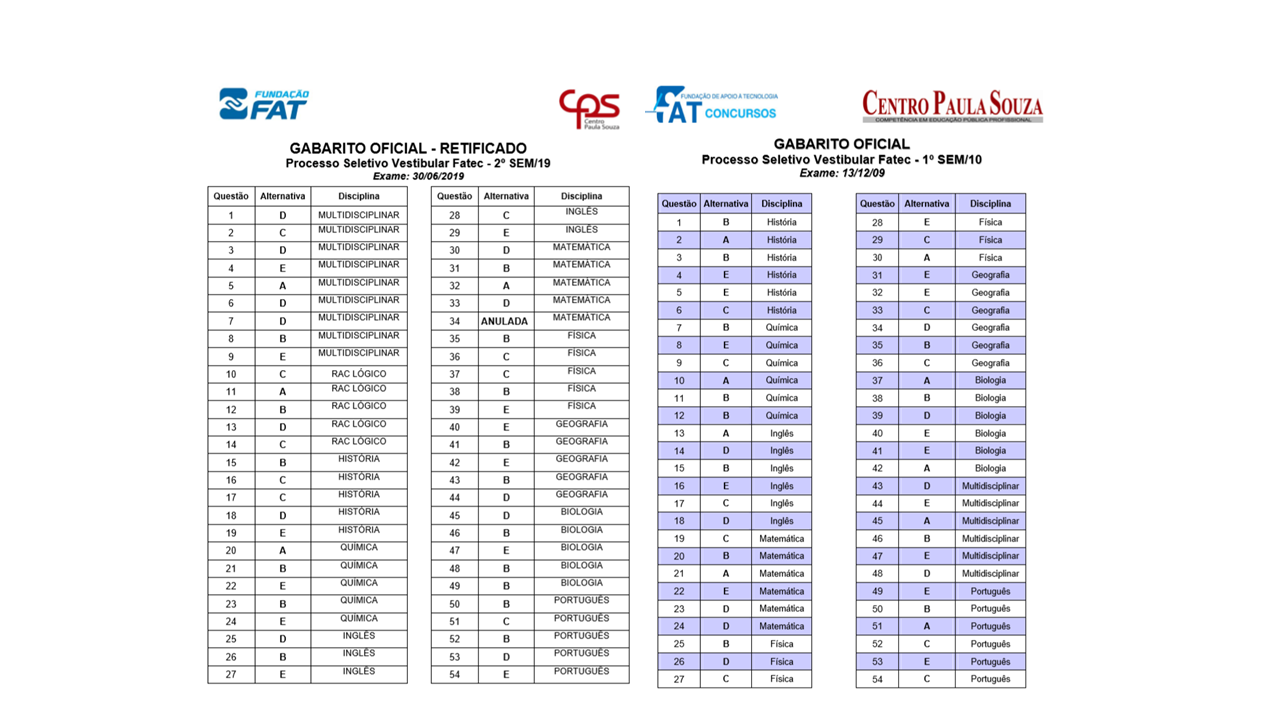 FUNDAÇÃO
FAT
CPS
Centro
Paula Souza
GABARITO OFICIAL - RETIFICADO
Processo Seletivo Vestibular Fatec - 2º SEM/19
Exame: 30/06/2019
Questão Alternativa Disciplina
1 D MULTIDISCIPLINAR
2 C MULTIDISCIPLINAR
3 D MULTIDISCIPLINAR
4 E MULTIDISCIPLINAR
5 A MULTIDISCIPLINAR
6 D MULTIDISCIPLINAR
7 D MULTIDISCIPLINAR
8 B MULTIDISCIPLINAR
9 E MULTIDISCIPLINAR
10 C RAC LÓGICO
11 A RAC LÓGICO
12 B RAC LÓGICO
13 D RAC LÓGICO
14 C RAC LÓGICO
15 B HISTÓRIA
16 C HISTÓRIA
17 C HISTÓRIA
18 D HISTÓRIA
19 E HISTÓRIA
20 A QUÍMICA
21 B QUÍMICA
22 E QUÍMICA
23 B QUÍMICA
24 E QUÍMICA
25 D INGLÊS
26 B INGLÊS
27 E INGLÊS
Questão Alternativa Disciplina
28 C INGLÊS
29 E INGLÊS
30 D MATEMÁTICA
31 B MATEMÁTICA
32 A MATEMÁTICA
33 D MATEMÁTICA
34 ANULADA MATEMÁTICA
35 B FÍSICA
36 C FÍSICA
37 C FÍSICA
38 B FÍSICA
39 E FÍSICA
40 E GEOGRAFIA
41 B GEOGRAFIA
42 E GEOGRAFIA
43 B GEOGRAFIA
44 D GEOGRAFIA
45 D BIOLOGIA
46 B BIOLOGIA
47 E BIOLOGIA
48 B BIOLOGIA
49 B BIOLOGIA
50 B PORTUGUÊS
51 C PORTUGUÊS
52 B PORTUGUÊS
53 D PORTUGUÊS
54 E PORTUGUÊS
FUNDAÇÃO DE APOIO A TECNOLOGIA
FAT CONCURSOS
CENTRO PAULA SOUZA
COMPETÊNCIA EM EDUCAÇÃO PÚBLICA PROFISSIONAL
GABARITO OFICIAL
Processo Seletivo Vestibular Fatec - 1º SEM/10
Exame: 13/12/09
Questão Alternativa Disciplina
1 B História
2 A História
3 B História
4 E História
5 E História
6 C História
7 B Química
8 E Química
9 C Química
10 A Química
11 B Química
12 B Química
13 A Inglês
14 D Inglês
15 B Inglês
16 E Inglês
17 C Inglês
18 D Inglês
19 C Matemática
20 B Matemática
21 A Matemática
22 E Matemática
23 D Matemática
24 D Matemática
25 B Física
26 D Física
27 C Física
Questão Alternativa Disciplina
28 E Física
29 C Física
30 A Física
31 E Geografia
32 E Geografia
33 C Geografia
34 D Geografia
35 B Geografia
36 C Geografia
37 A Biologia
38 B Biologia
39 D Biologia
40 E Biologia
41 E Biologia
42 A Biologia
43 D Multidisciplinar
44 E Multidisciplinar
45 A Multidisciplinar
46 B Multidisciplinar
47 E Multidisciplinar
48 D Multidisciplinar
49 E Português
50 B Português
51 A Português
52 C Português
53 E Português
54 C Português